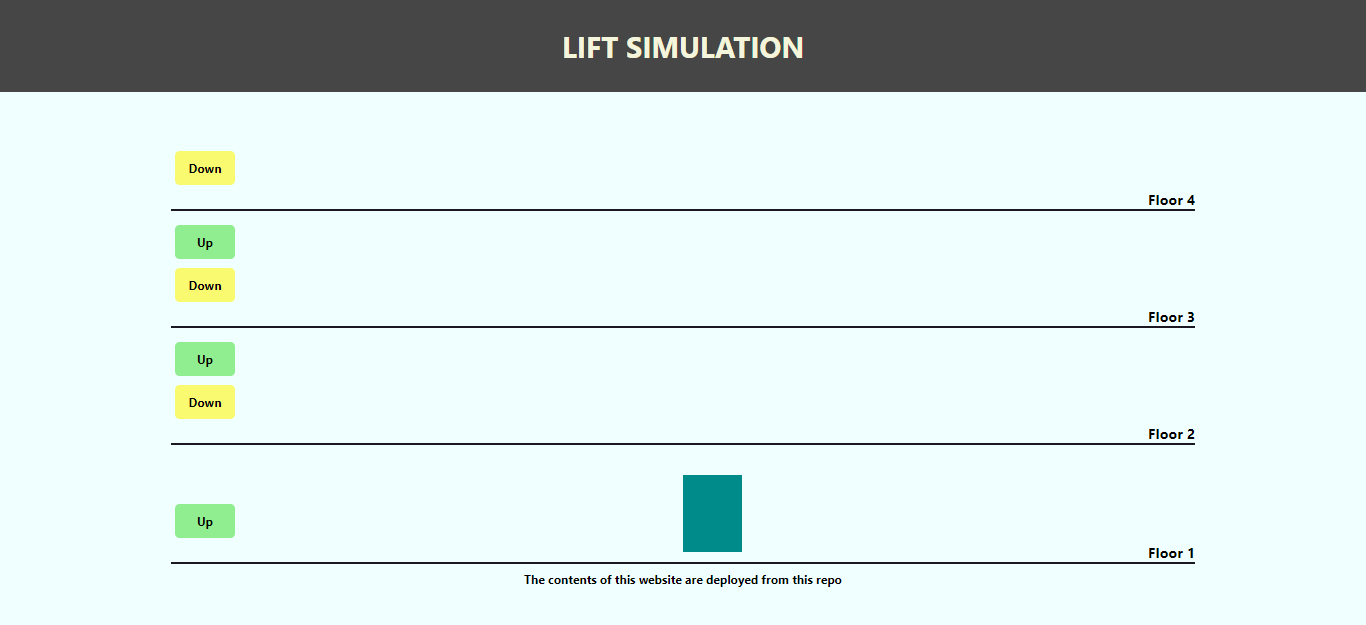 LIFT SIMULATION
Down
Floor 4
Up
Down
Floor 3
Up
Down
Floor 2
Up
Floor 1
The contents of this website are deployed from this repo